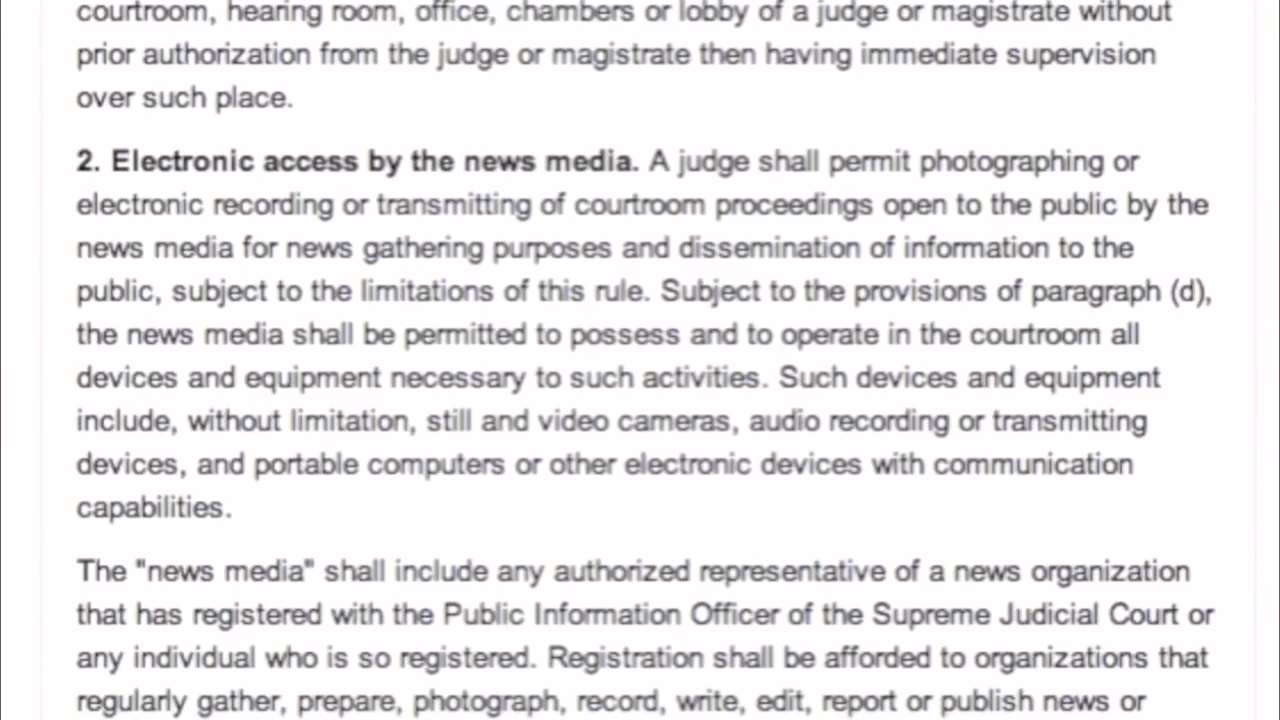 courtroom, hearing room, office, chambers or lobby of a judge or magistrate without
prior authorization from the judge or magistrate then having immediate supervision
over such place.
2. Electronic access by the news media. A judge shall permit photographing or
electronic recording or transmitting of courtroom proceedings open to the public by the
news media for news gathering purposes and dissemination of information to the
public, subject to the limitations of this rule. Subject to the provisions of paragraph (d),
the news media shall be permitted to possess and to operate in the courtroom all
devices and equipment necessary to such activities. Such devices and equipment
include, without limitation, still and video cameras, audio recording or transmitting
devices, and portable computers or other electronic devices with communication
capabilities.
The "news media" shall include any authorized representative of a news organization
that has registered with the Public Information Officer of the Supreme Judicial Court or
any individual who is so registered. Registration shall be afforded to organizations that
regularly gather, prepare, photograph, record, write, edit, report or publish news or